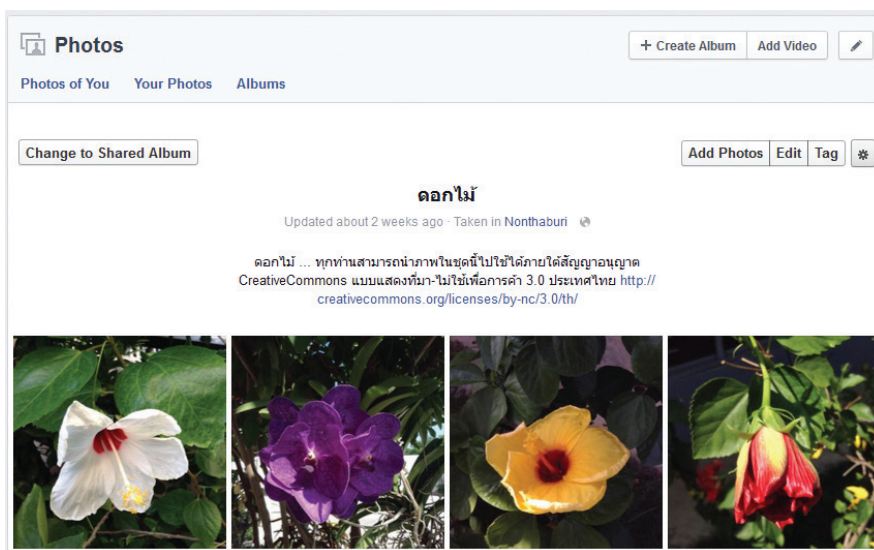 Photos
+ Create Album Add Video
Photos of You Your Photos Albums
Change to Shared Album
Add Photos Edit Tag
ดอกไม้
Updated about 2 weeks ago · Taken in Nonthaburi
ดอกไม้ ... ทุกท่านสามารถนำภาพในชุดนี้ไปใช้ได้ภายใต้สัญญาอนุญาต
CreativeCommons แบบแสดงที่มา-ไม่ใช้เพื่อการค้า 3.0 ประเทศไทย http://
creativecommons.org/licenses/by-nc/3.0/th/